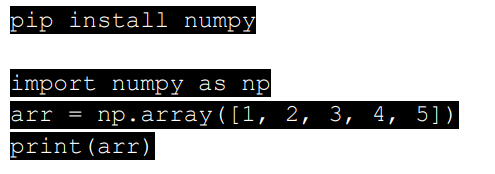 pip install numpy
import numpy as np
arr = np.array([1, 2, 3, 4, 5])
print(arr)